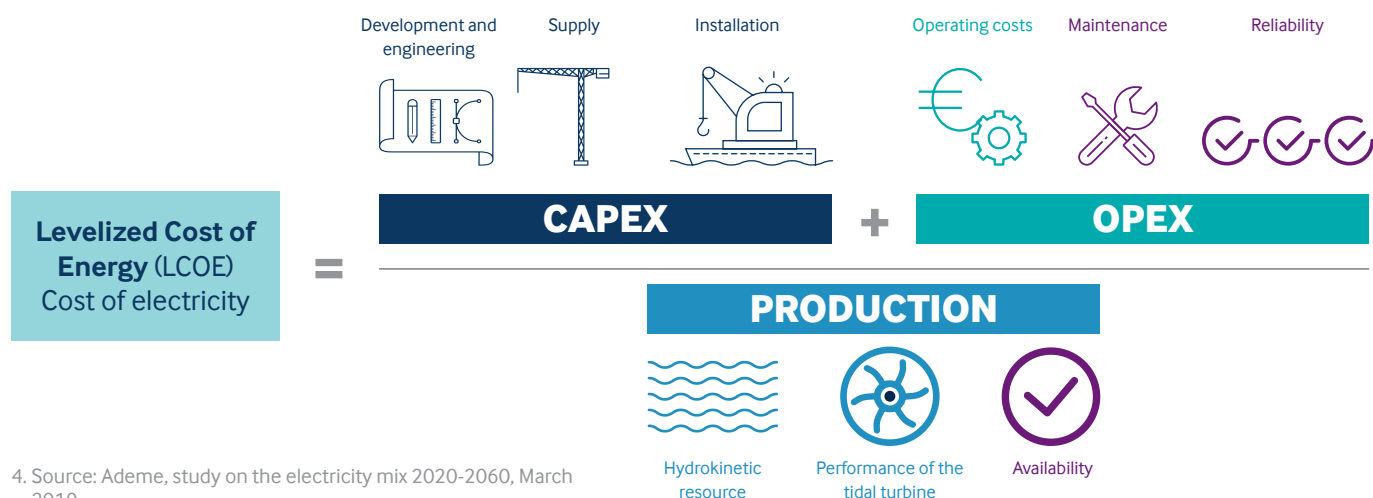 Development and
engineering
Supply
Installation
Operating costs
Maintenance
Reliability
Levelized Cost of
Energy (LCOE)
Cost of electricity
=
CAPEX
+
OPEX
PRODUCTION
Hydrokinetic
resource
Performance of the
tidal turbine
Availability
4. Source: Ademe, study on the electricity mix 2020-2060, March